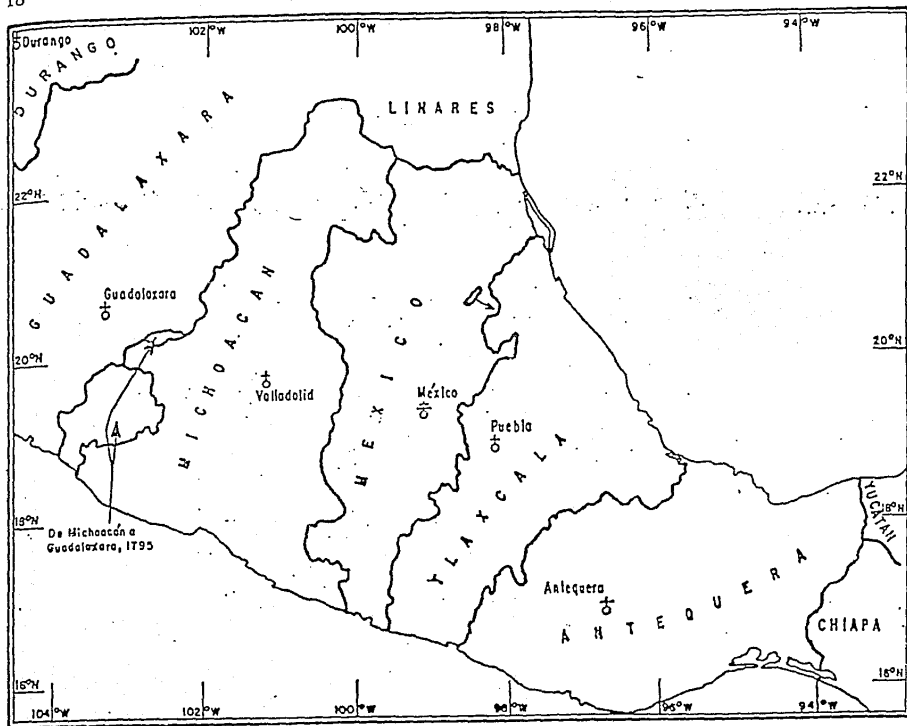 18
102°W
100°W
98°W
96°W
94°W
Durango
DURANGO
LINARES
GUADALAXARA
22°N
22°N
Guadalaxara
MICHOACAN
MEXICO
20°N
20°N
Valladolid
México
Puebla
TLAXCALA
18°N
18°N
YUCATAN
De Michoacán a
Guadalaxara, 1795
Antequera
ANTEQUERA
CHIAPA
16°N
16°N
104°W
102°W
100°W
98°W
96°W
94°W